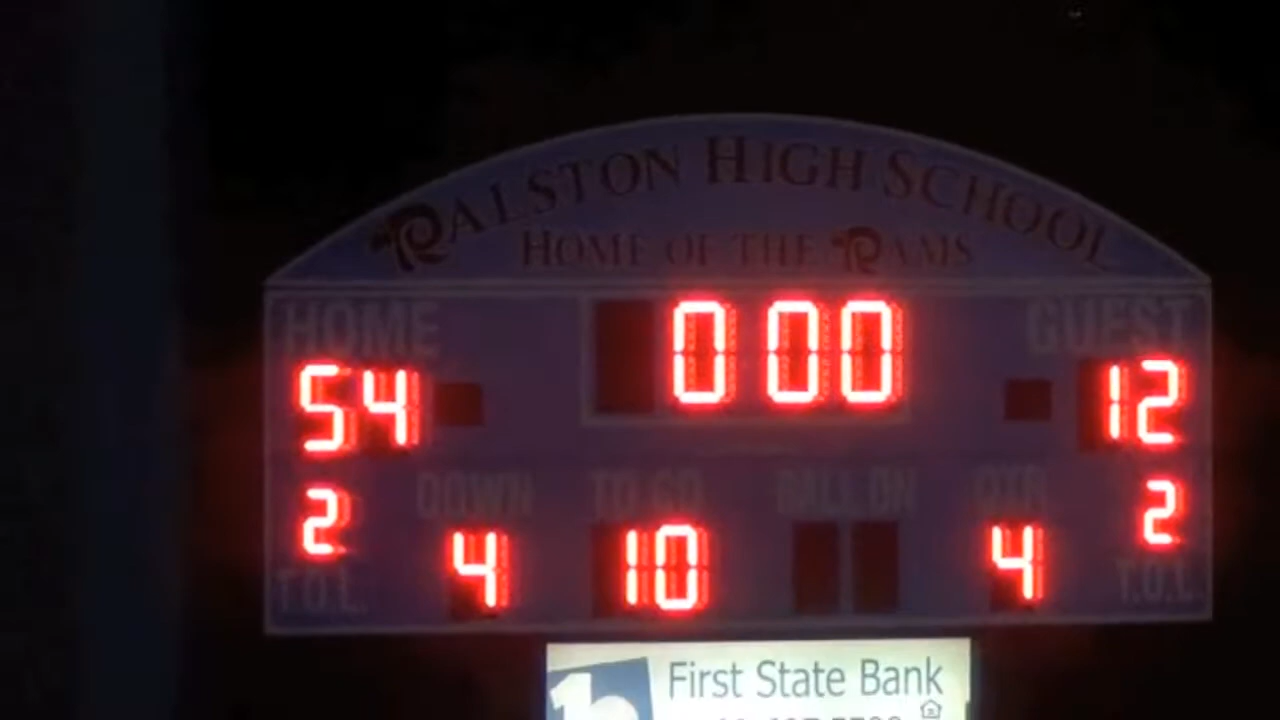 RALSTON HIGH SCHOOL
HOME OF THE RAMS
HOME 0 00 GUEST
54 12
DOWN TO GO BALL ON QTR
2 4 10 4 2
T.O.L. T.O.L.
First State Bank